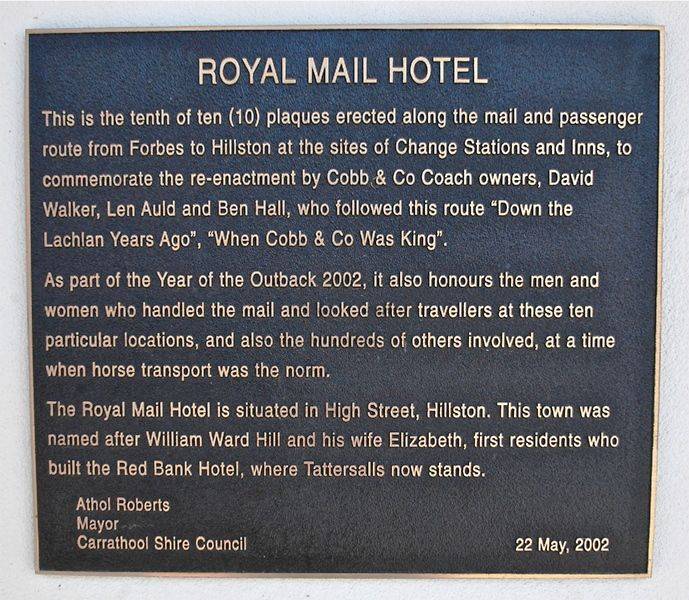 ROYAL MAIL HOTEL
This is the tenth of ten (10) plaques erected along the mail and passenger
route from Forbes to Hillston at the sites of Change Stations and Inns, to
commemorate the re-enactment by Cobb & Co Coach owners, David
Walker, Len Auld and Ben Hall, who followed this route “Down the
Lachlan Years Ago”, “When Cobb & Co Was King”.
As part of the Year of the Outback 2002, it also honours the men and
women who handled the mail and looked after travellers at these ten
particular locations, and also the hundreds of others involved, at a time
when horse transport was the norm.
The Royal Mail Hotel is situated in High Street, Hillston. This town was
named after William Ward Hill and his wife Elizabeth, first residents who
built the Red Bank Hotel, where Tattersalls now stands.
Athol Roberts
Mayor
Carrathool Shire Council 22 May, 2002